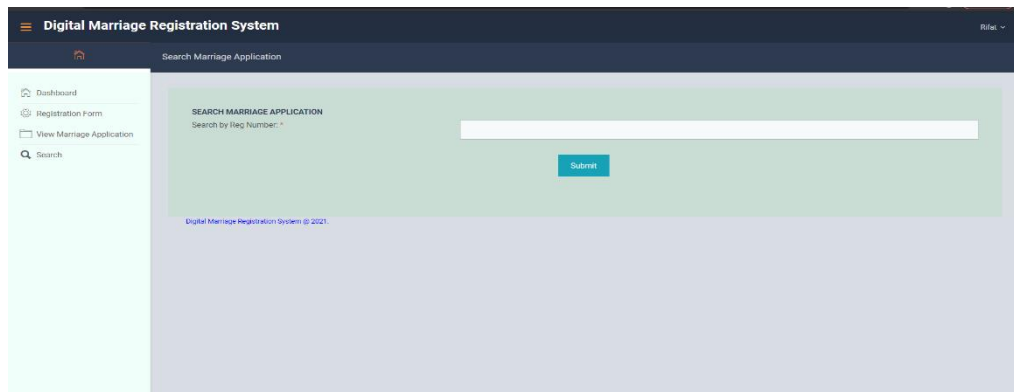 Digital Marriage Registration System
Rifat
Search Marriage Application
Dashboard
Registration Form
View Marriage Application
Search
SEARCH MARRIAGE APPLICATION
Search by Reg Number: *
Submit
Digital Marriage Registration System @ 2021.